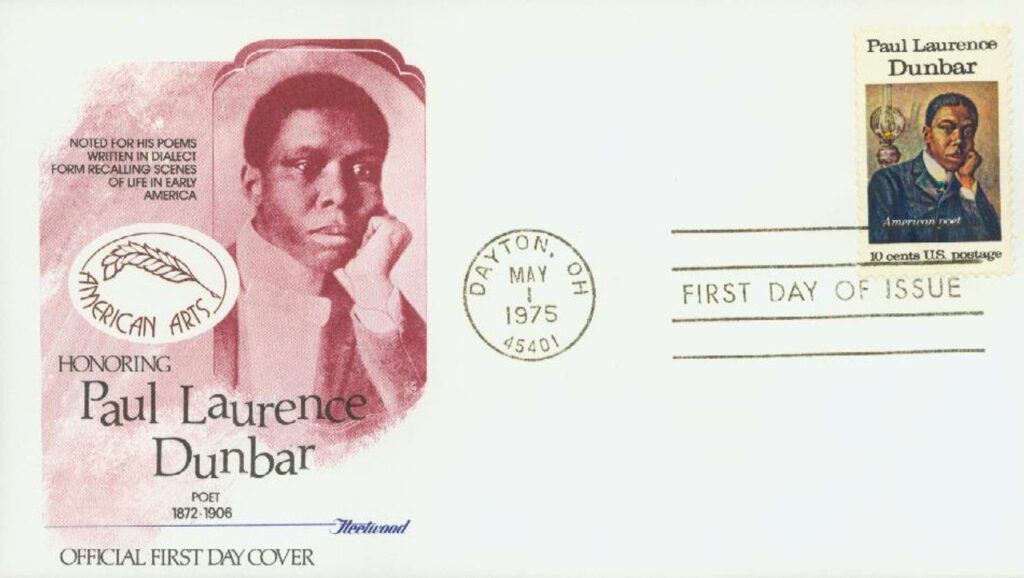 NOTED FOR HIS POEMS
WRITTEN IN DIALECT
FORM RECALLING SCENES
OF LIFE IN EARLY
AMERICA
AMERICAN ARTS
HONORING
Paul Laurence
Dunbar
POET
1872-1906
Fleetwood
OFFICIAL FIRST DAY COVER
DAYTON, OH
MAY
1
1975
45401
Paul Laurence
Dunbar
American poet
10 cents U.S. postage
FIRST DAY OF ISSUE